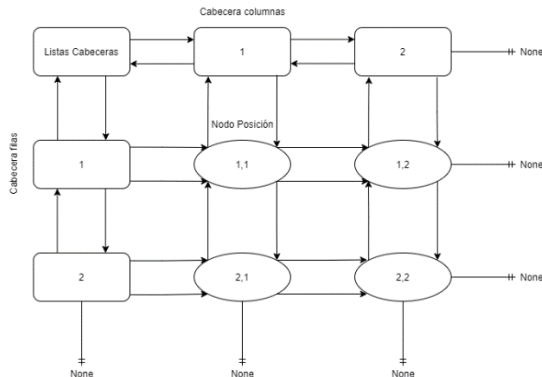 Cabecera columnas
Listas Cabeceras
1
2
None
Nodo Posición
Cabecera filas
1
1,1
1,2
None
2
2,1
2,2
None
None
None
None